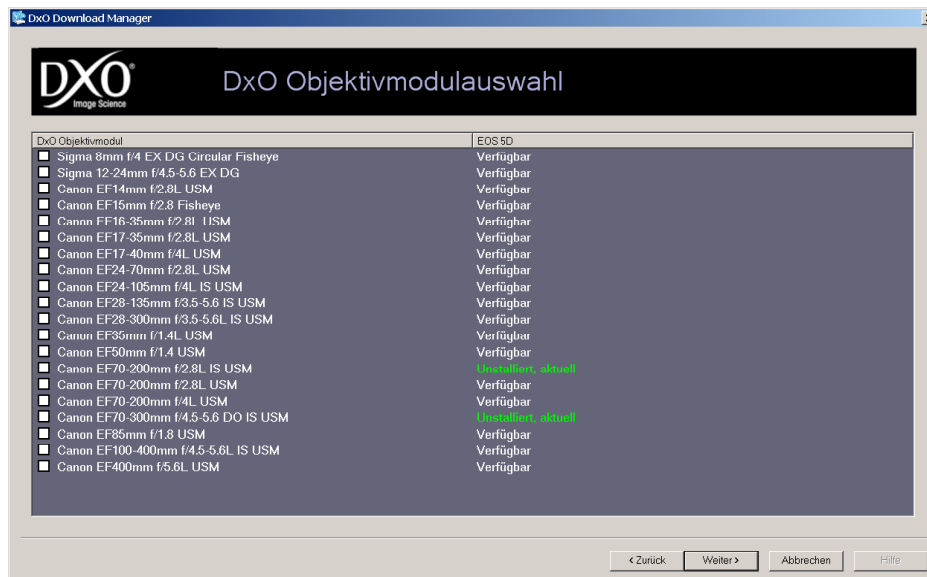 DxO Download Manager
DXO
Image Science
DxO Objektivmodulauswahl
DxO Objektivmodul EOS 5D
Sigma 8mm f/4 EX DG Circular Fisheye Verfügbar
Sigma 12-24mm f/4.5-5.6 EX DG Verfügbar
Canon EF14mm f/2.8L USM Verfügbar
Canon EF15mm f/2.8 Fisheye Verfügbar
Canon EF16-35mm f/2.8L USM Verfügbar
Canon EF17-35mm f/2.8L USM Verfügbar
Canon EF17-40mm f/4L USM Verfügbar
Canon EF24-70mm f/2.8L USM Verfügbar
Canon EF24-105mm f/4L IS USM Verfügbar
Canon EF28-135mm f/3.5-5.6 IS USM Verfügbar
Canon EF28-300mm f/3.5-5.6L IS USM Verfügbar
Canon EF35mm f/1.4L USM Verfügbar
Canon EF50mm f/1.4 USM Verfügbar
Canon EF70-200mm f/2.8L IS USM Unstalliert, aktuell
Canon EF70-200mm f/2.8L USM Verfügbar
Canon EF70-200mm f/4L USM Verfügbar
Canon EF70-300mm f/4.5-5.6 DO IS USM Unstalliert, aktuell
Canon EF85mm f/1.8 USM Verfügbar
Canon EF100-400mm f/4.5-5.6L IS USM Verfügbar
Canon EF400mm f/5.6L USM Verfügbar
< Zurück Weiter > Abbrechen Hilfe